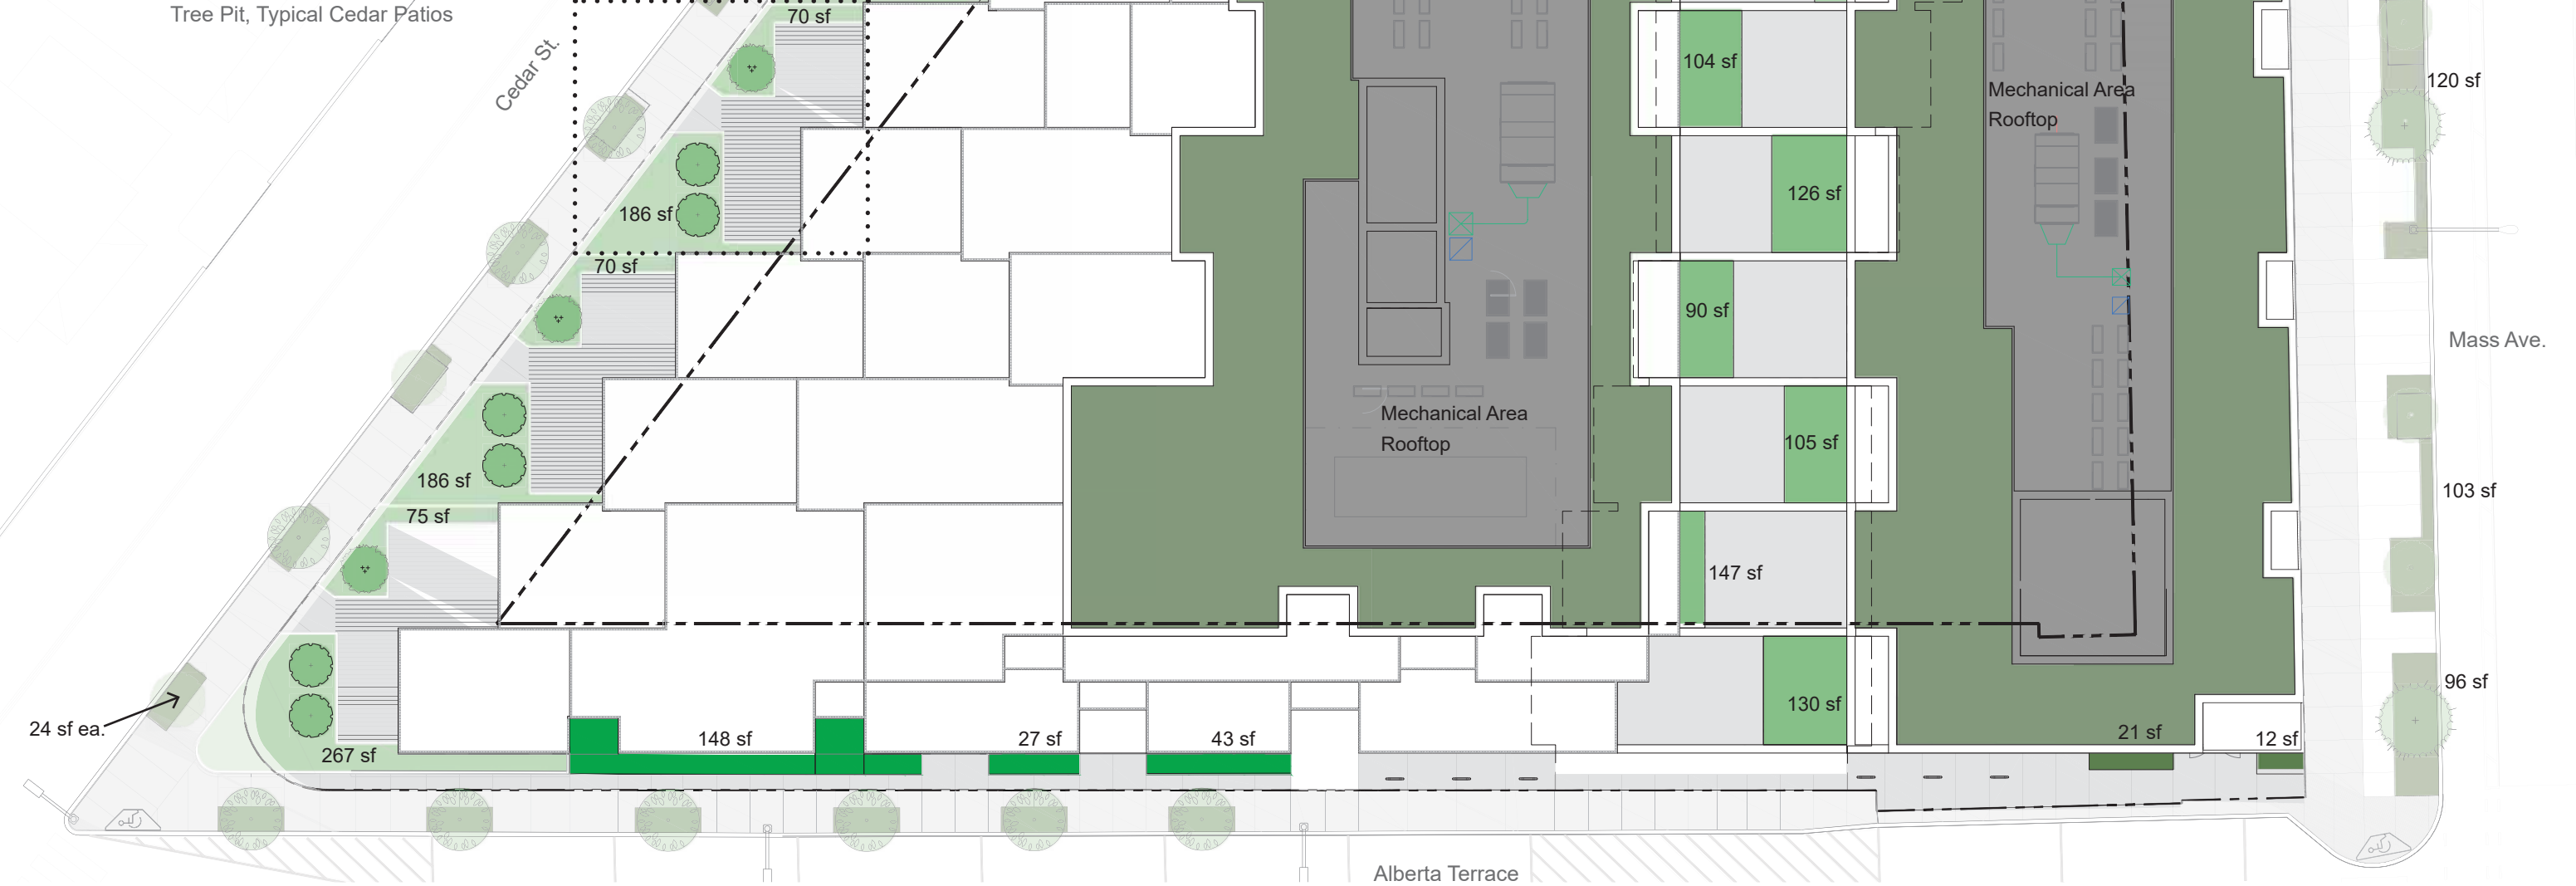 Tree Pit, Typical Cedar Patios
70 sf
Cedar St.
104 sf
Mechanical Area
Rooftop
120 sf
126 sf
186 sf
70 sf
90 sf
Mass Ave.
Mechanical Area
Rooftop
105 sf
186 sf
103 sf
75 sf
147 sf
96 sf
130 sf
24 sf ea.
267 sf
148 sf
27 sf
43 sf
21 sf
12 sf
Alberta Terrace